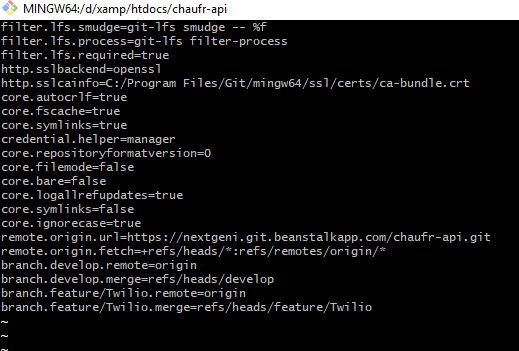 MINGW64:/d/xamp/htdocs/chaufr-api
filter.lfs.smudge=git-lfs smudge -- %f
filter.lfs.process=git-lfs filter-process
filter.lfs.required=true
http.sslbackend=openssl
http.sslcainfo=C:/Program Files/Git/mingw64/ssl/certs/ca-bundle.crt
core.autocrlf=true
core.fscache=true
core.symlinks=true
credential.helper=manager
core.repositoryformatversion=0
core.filemode=false
core.bare=false
core.logallrefupdates=true
core.symlinks=false
core.ignorecase=true
remote.origin.url=https://nextgeni.git.beanstalkapp.com/chaufr-api.git
remote.origin.fetch=+refs/heads/*:refs/remotes/origin/*
branch.develop.remote=origin
branch.develop.merge=refs/heads/develop
branch.feature/Twilio.remote=origin
branch.feature/Twilio.merge=refs/heads/feature/Twilio
~
~
~